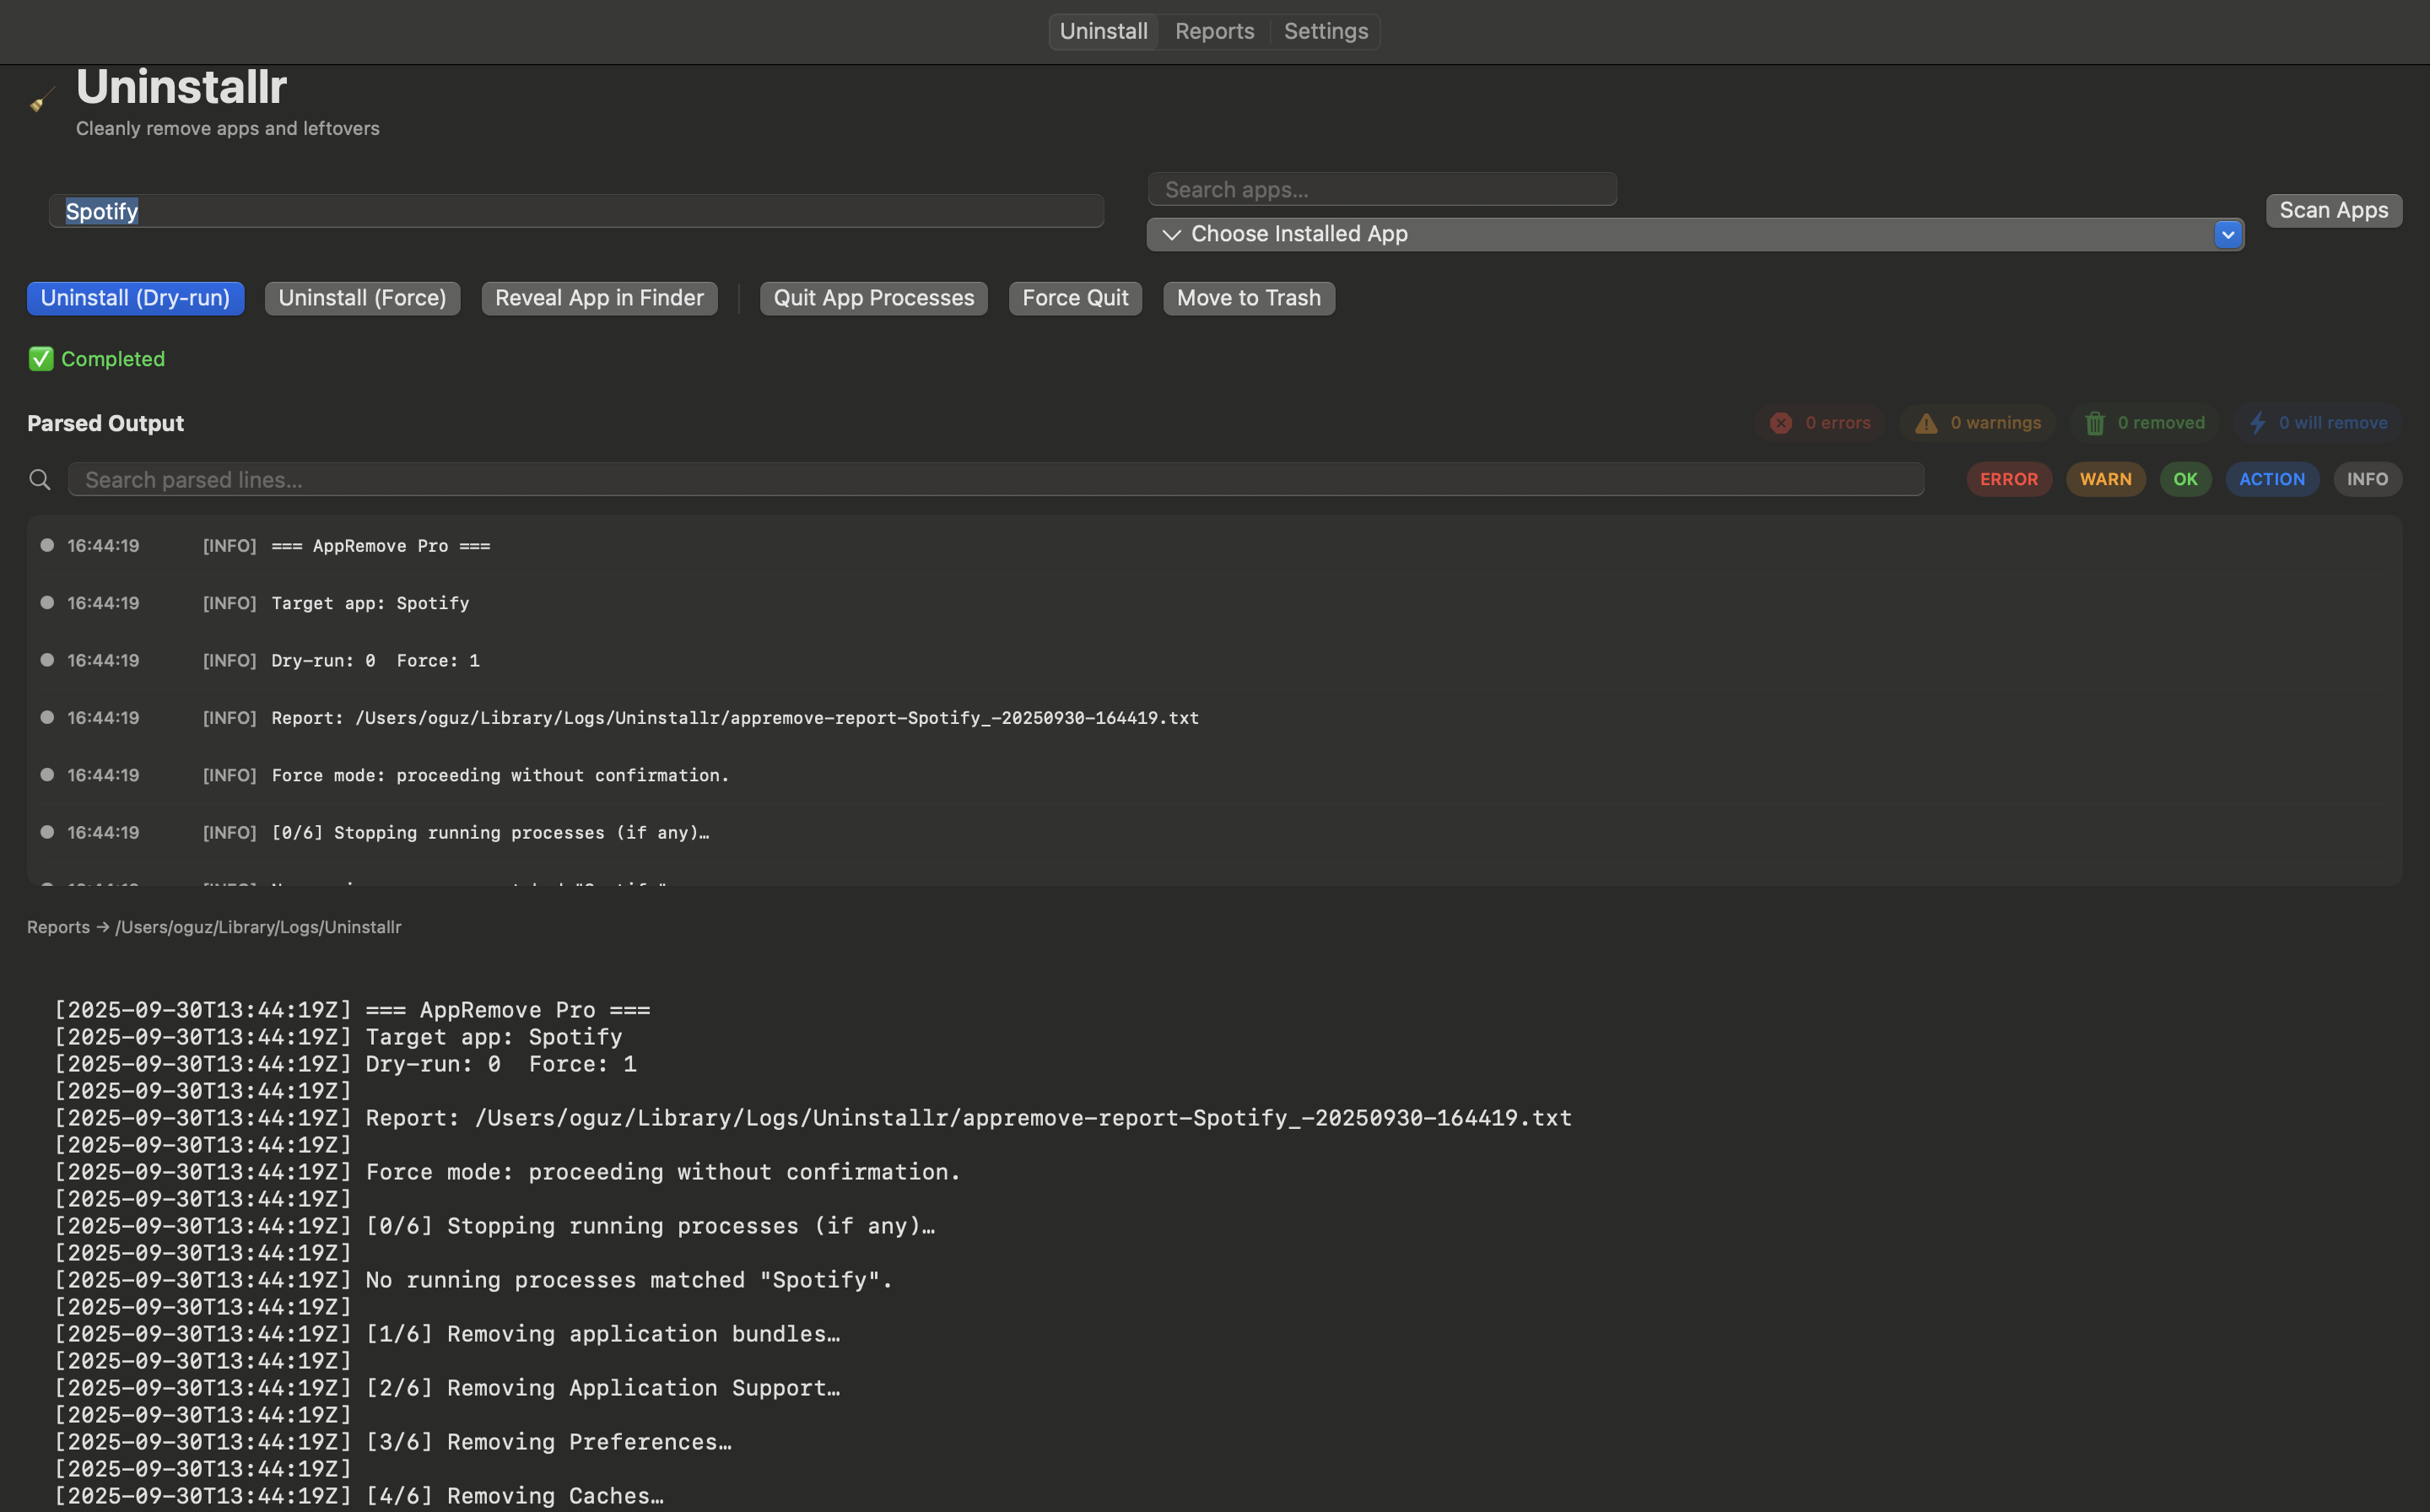 Uninstall Reports Settings
Uninstallr
Cleanly remove apps and leftovers
Spotify
Search apps...
Choose Installed App
Scan Apps
Uninstall (Dry-run) Uninstall (Force) Reveal App in Finder Quit App Processes Force Quit Move to Trash
✅ Completed
Parsed Output
0 errors 0 warnings 0 removed 0 will remove
Search parsed lines...
ERROR WARN OK ACTION INFO
16:44:19 [INFO] === AppRemove Pro ===
16:44:19 [INFO] Target app: Spotify
16:44:19 [INFO] Dry-run: 0  Force: 1
16:44:19 [INFO] Report: /Users/oguz/Library/Logs/Uninstallr/appremove-report-Spotify_-20250930-164419.txt
16:44:19 [INFO] Force mode: proceeding without confirmation.
16:44:19 [INFO] [0/6] Stopping running processes (if any)…
Reports → /Users/oguz/Library/Logs/Uninstallr
[2025-09-30T13:44:19Z] === AppRemove Pro ===
[2025-09-30T13:44:19Z] Target app: Spotify
[2025-09-30T13:44:19Z] Dry-run: 0  Force: 1
[2025-09-30T13:44:19Z]
[2025-09-30T13:44:19Z] Report: /Users/oguz/Library/Logs/Uninstallr/appremove-report-Spotify_-20250930-164419.txt
[2025-09-30T13:44:19Z]
[2025-09-30T13:44:19Z] Force mode: proceeding without confirmation.
[2025-09-30T13:44:19Z]
[2025-09-30T13:44:19Z] [0/6] Stopping running processes (if any)…
[2025-09-30T13:44:19Z]
[2025-09-30T13:44:19Z] No running processes matched "Spotify".
[2025-09-30T13:44:19Z]
[2025-09-30T13:44:19Z] [1/6] Removing application bundles…
[2025-09-30T13:44:19Z]
[2025-09-30T13:44:19Z] [2/6] Removing Application Support…
[2025-09-30T13:44:19Z]
[2025-09-30T13:44:19Z] [3/6] Removing Preferences…
[2025-09-30T13:44:19Z]
[2025-09-30T13:44:19Z] [4/6] Removing Caches…